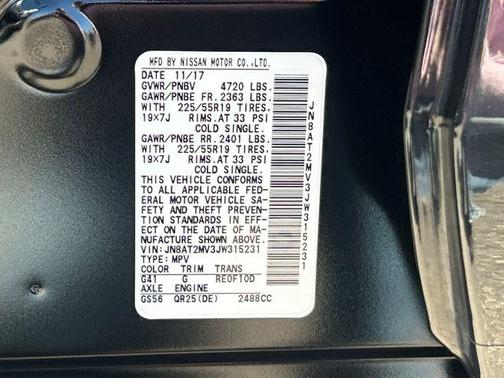 MFD BY NISSAN MOTOR CO.,LTD.
DATE 11/17
GVWR/PNBV 4720 LBS.
GAWR/PNBE FR. 2363 LBS.
WITH 225/55R19 TIRES,
19×7J RIMS.AT 33 PSI
COLD SINGLE.
GAWR/PNBE RR. 2401 LBS.
WITH 225/55R19 TIRES,
19×7J RIMS.AT 33 PSI
COLD SINGLE.
THIS VEHICLE CONFORMS
TO ALL APPLICABLE FED-
ERAL MOTOR VEHICLE SA-
FETY AND THEFT PREVEN-
TION STANDARDS IN EFF-
ECT ON THE DATE OF MA-
NUFACTURE SHOWN ABOVE.
VIN: JN8AT2MV3JW315231
TYPE: MPV
COLOR TRIM TRANS
G41 G RE0F10D
AXLE ENGINE
GS56 QR25(DE) 2488CC
JN8AT2MV3JW315231